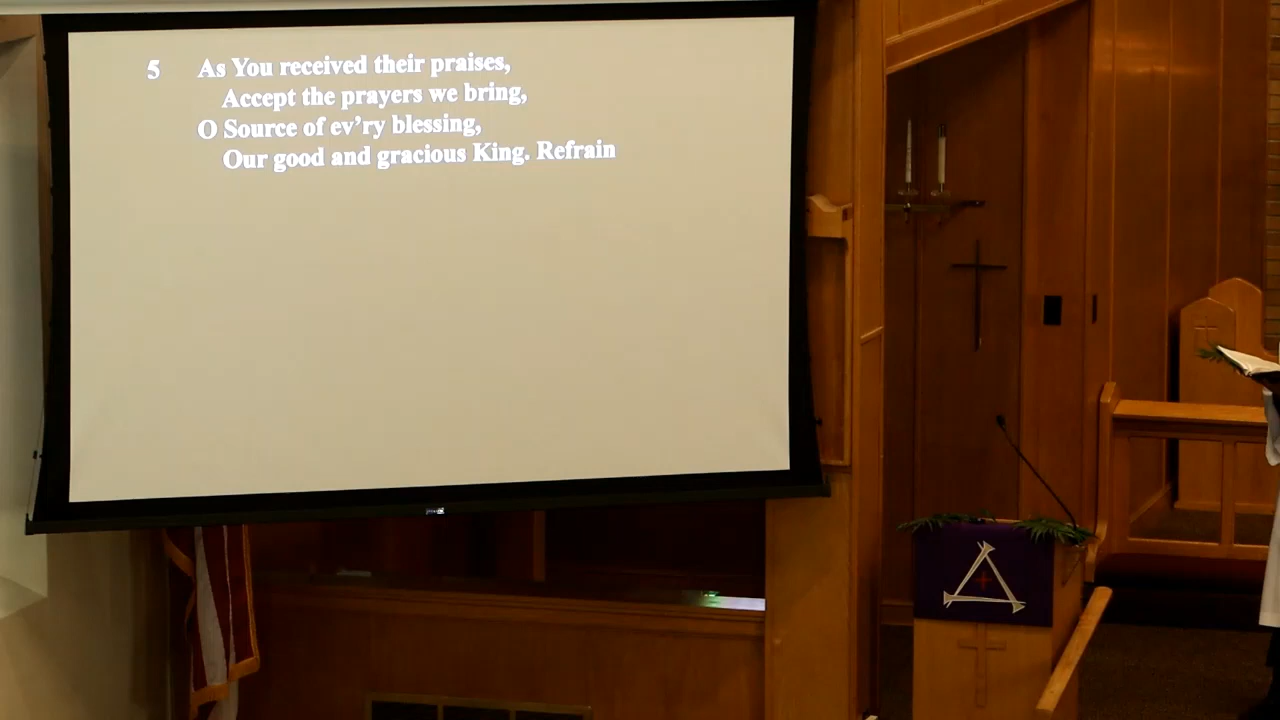 5 As You received their praises,
Accept the prayers we bring,
O Source of ev’ry blessing,
Our good and gracious King. Refrain